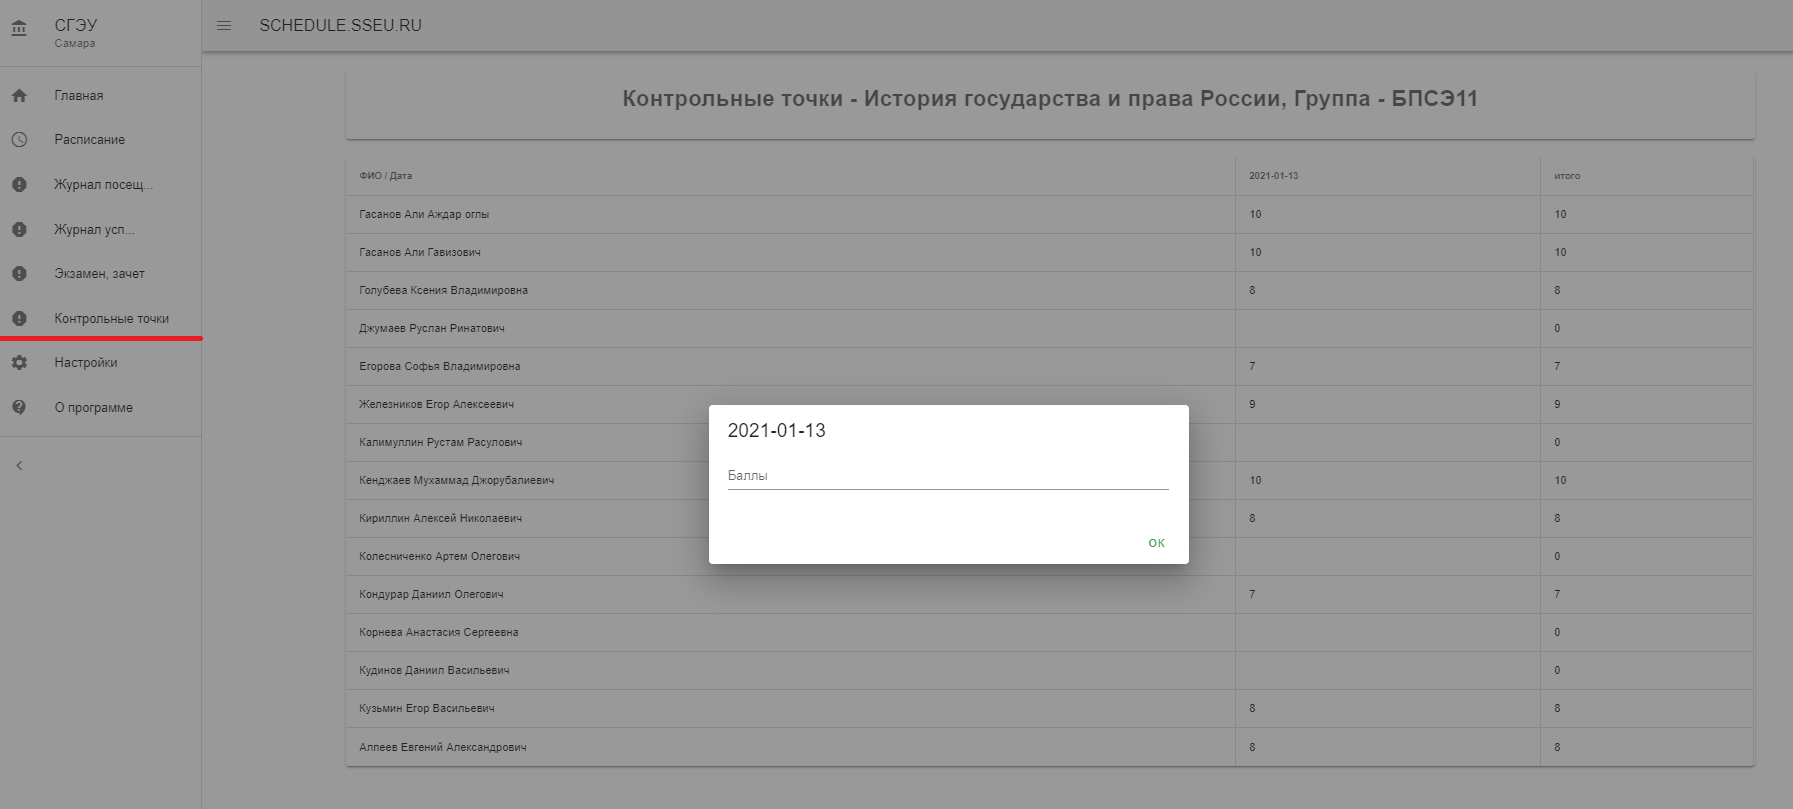 СГЭУ
Самара
SCHEDULE.SSEU.RU
Главная
Расписание
Журнал посещ...
Журнал усп...
Экзамен, зачет
Контрольные точки
Настройки
О программе
Контрольные точки - История государства и права России, Группа - БПСЭ11
ФИО / Дата 2021-01-13 итого
Гасанов Али Аждар оглы 10 10
Гасанов Али Гавизович 10 10
Голубева Ксения Владимировна 8 8
Джумаев Руслан Ринатович 0
Егорова Софья Владимировна 7 7
Железников Егор Алексеевич 9 9
Калимуллин Рустам Расулович 0
Кенджаев Мухаммад Джорубалиевич 10 10
Кириллин Алексей Николаевич 8 8
Колесниченко Артем Олегович 0
Кондурар Даниил Олегович 7 7
Корнева Анастасия Сергеевна 0
Кудинов Даниил Васильевич 0
Кузьмин Егор Васильевич 8 8
Алпеев Евгений Александрович 8 8
2021-01-13
Баллы
ОК